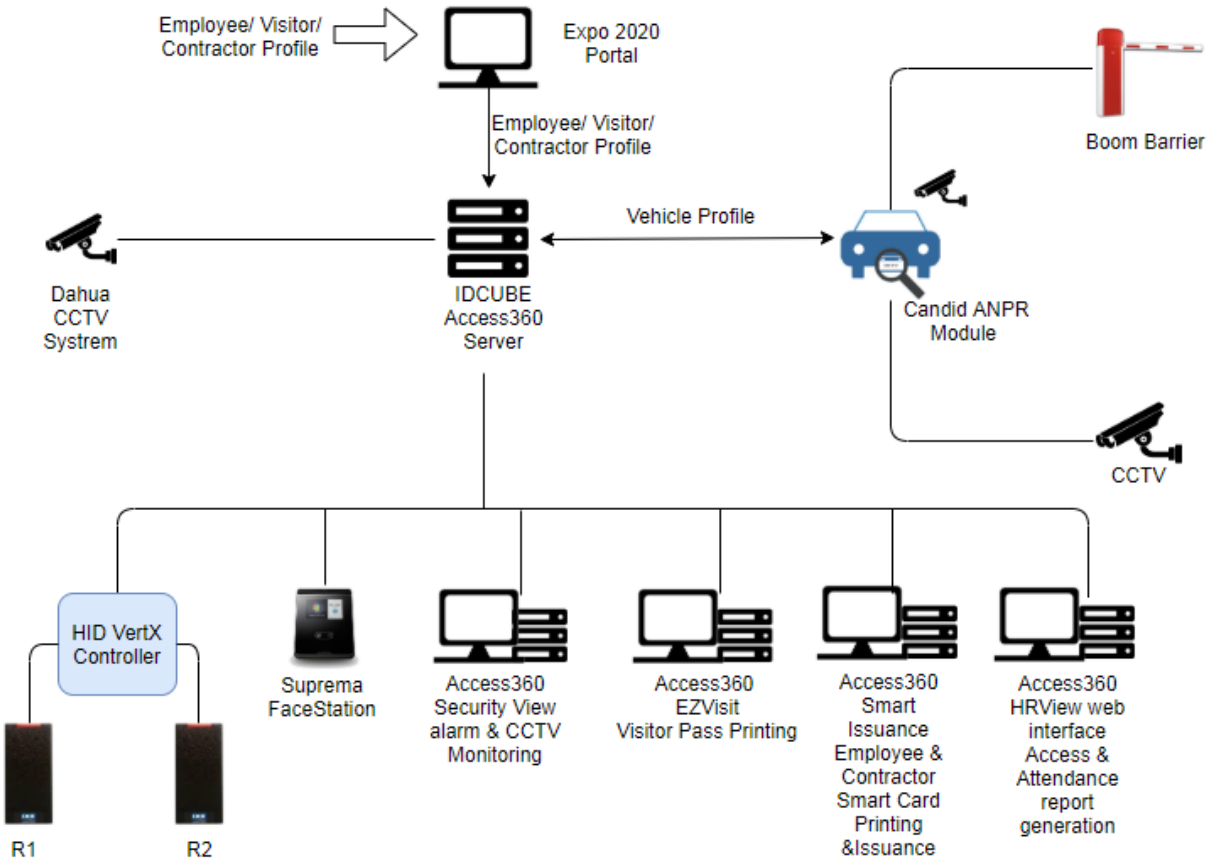 Employee/ Visitor/
Contractor Profile
Expo 2020
Portal
Employee/ Visitor/
Contractor Profile
Boom Barrier
Vehicle Profile
Dahua
CCTV
Systrem
IDCUBE
Access360
Server
Candid ANPR
Module
CCTV
HID VertX
Controller
Suprema
FaceStation
Access360
Security View
alarm & CCTV
Monitoring
Access360
EZVisit
Visitor Pass Printing
Access360
Smart
Issuance
Employee &
Contractor
Smart Card
Printing
&Issuance
Access360
HRView web
interface
Access &
Attendance
report
generation
R1
R2